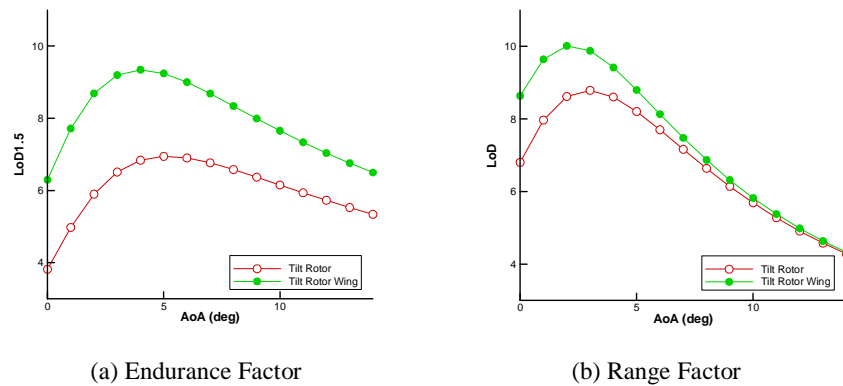 LoD1.5
10
8
6
4
0
5
10
AoA (deg)
Tilt Rotor
Tilt Rotor Wing
(a) Endurance Factor
LoD
10
8
6
4
0
5
10
AoA (deg)
Tilt Rotor
Tilt Rotor Wing
(b) Range Factor